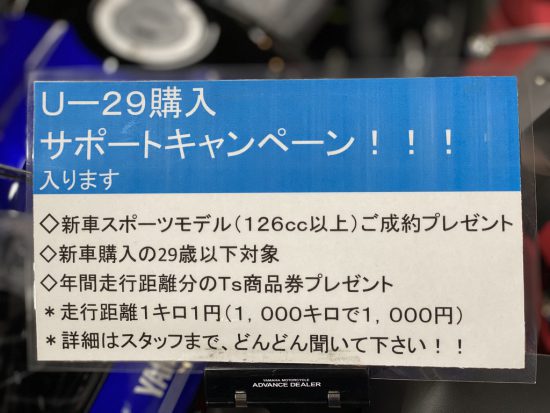 U－29購入
サポートキャンペーン！！！
入ります
◇新車スポーツモデル（126cc以上）ご成約プレゼント
◇新車購入の29歳以下対象
◇年間走行距離分のTs商品券プレゼント
＊走行距離1キロ1円（1，000キロで1，000円）
＊詳細はスタッフまで、どんどん聞いて下さい！！
YAMAHA MOTORCYCLE
ADVANCE DEALER